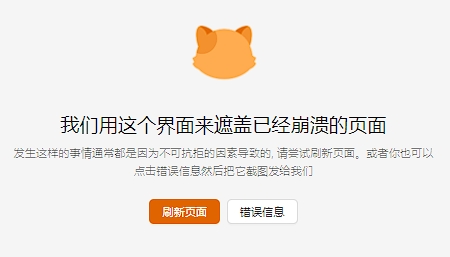 我们用这个界面来遮盖已经崩溃的页面
发生这样的事情通常都是因为不可抗拒的因素导致的, 请尝试刷新页面。或者你也可以
点击错误信息然后把它截图发给我们
刷新页面 错误信息